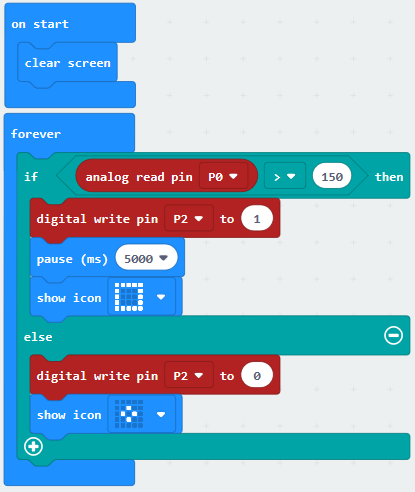 on start
clear screen
forever
if analog read pin P0 > 150 then
digital write pin P2 to 1
pause (ms) 5000
show icon
else
digital write pin P2 to 0
show icon